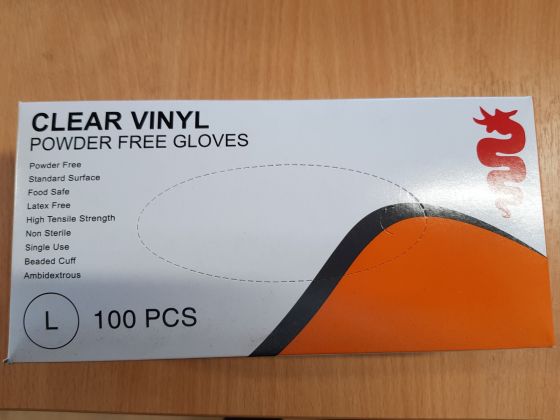 CLEAR VINYL
POWDER FREE GLOVES
Powder Free
Standard Surface
Food Safe
Latex Free
High Tensile Strength
Non Sterile
Single Use
Beaded Cuff
Ambidextrous
L 100 PCS